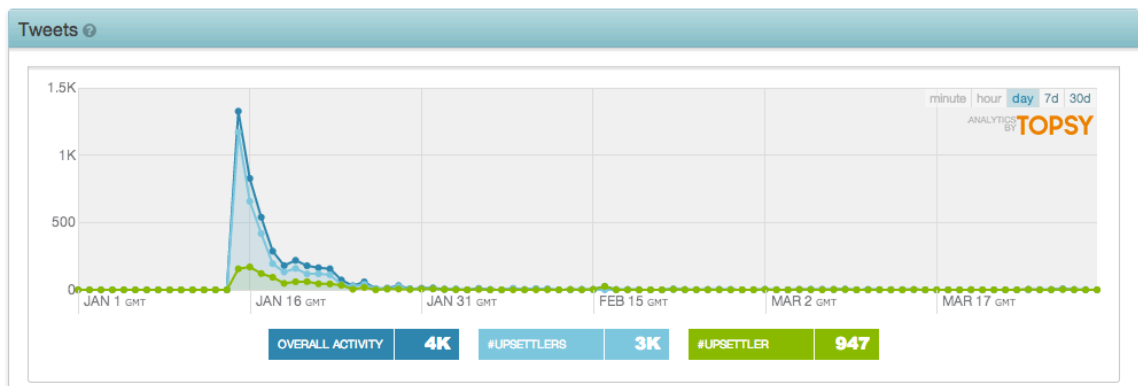 Tweets ?
1.5K
minute hour day 7d 30d
ANALYTICS BY TOPSY
1K
500
0
JAN 1 GMT JAN 16 GMT JAN 31 GMT FEB 15 GMT MAR 2 GMT MAR 17 GMT
OVERALL ACTIVITY 4K #UPSETTLERS 3K #UPSETTLER 947